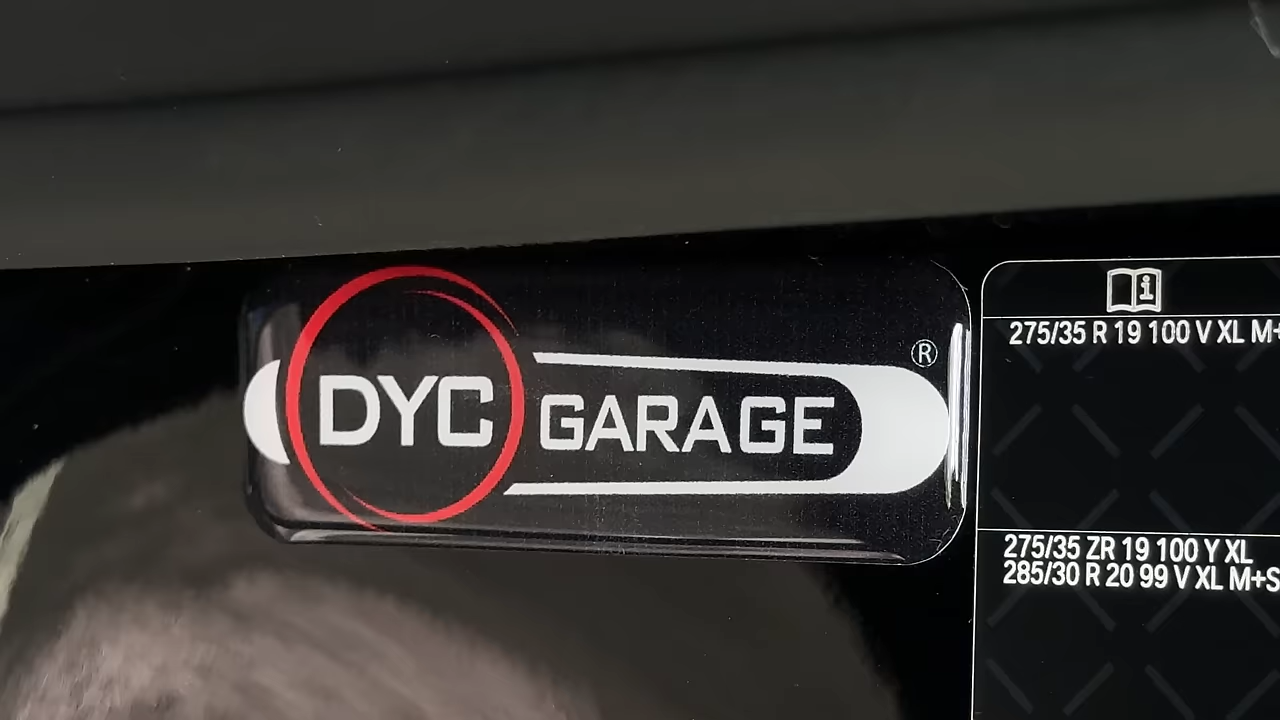 DYC GARAGE ®
275/35 R 19 100 V XL M+
275/35 ZR 19 100 Y XL
285/30 R 20 99 V XL M+S